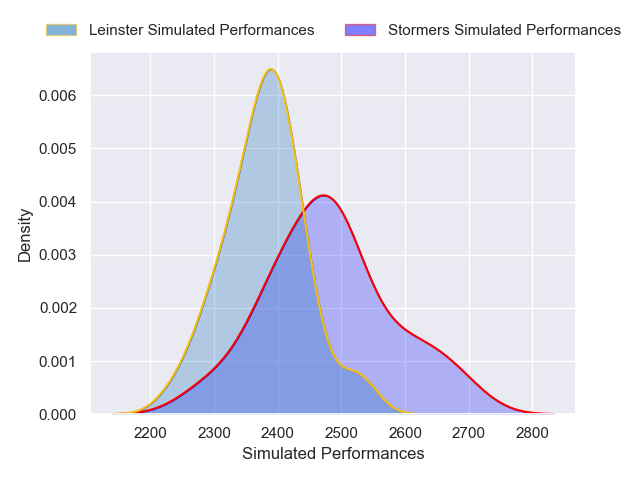 Leinster Simulated Performances Stormers Simulated Performances
0.006
0.005
0.004
0.003
0.002
0.001
0.000
Density
2200 2300 2400 2500 2600 2700 2800
Simulated Performances